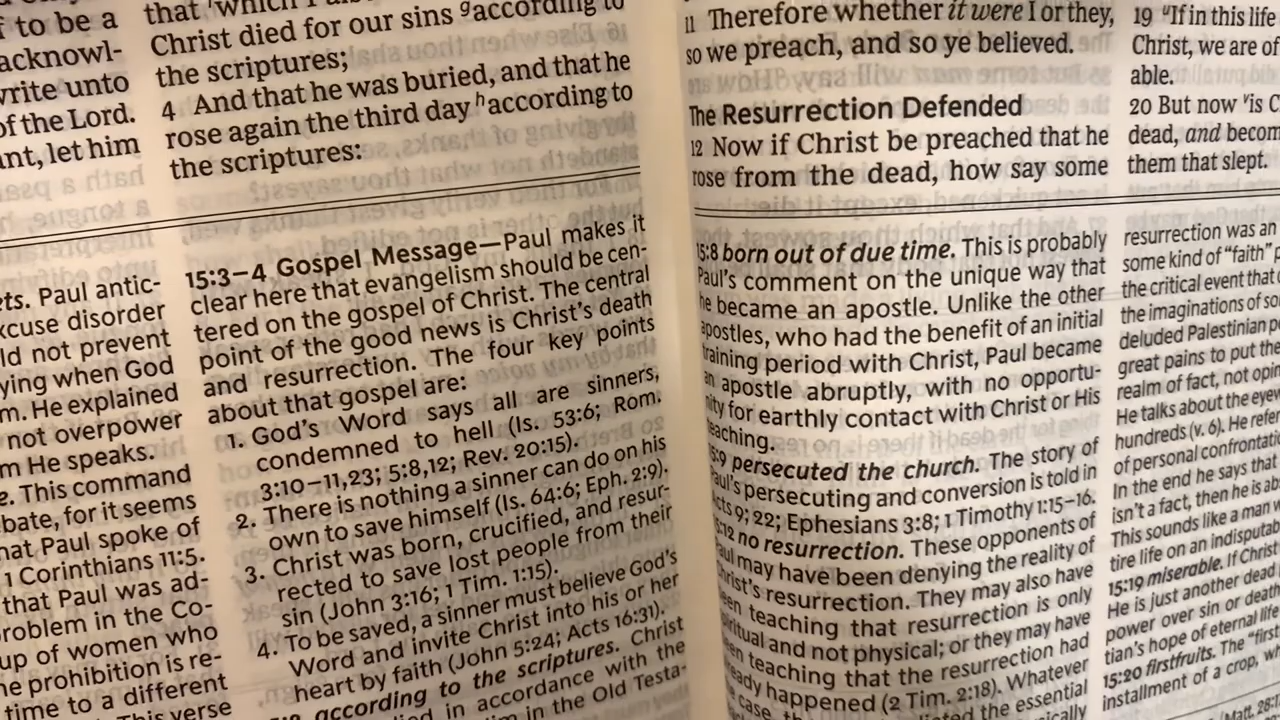 f to be a
acknowl-
write unto
of the Lord.
ant, let him
that
Christ died for our sins g according to
the scriptures;
4 And that he was buried, and that he
rose again the third day h according to
the scriptures:
ets. Paul antic-
xcuse disorder
ld not prevent
ying when God
m. He explained
not overpower
m He speaks.
e. This command
bate, for it seems
hat Paul spoke of
1 Corinthians 11:5.
that Paul was ad-
roblem in the Co-
up of women who
he prohibition is re-
time to a different
This verse
15:3–4 Gospel Message—Paul makes it
clear here that evangelism should be cen-
tered on the gospel of Christ. The central
point of the good news is Christ's death
and resurrection. The four key points
about that gospel are:
1. God's Word says all are sinners,
condemned to hell (Is. 53:6; Rom.
3:10–11,23; 5:8,12; Rev. 20:15).
2. There is nothing a sinner can do on his
own to save himself (Is. 64:6; Eph. 2:9).
3. Christ was born, crucified, and resur-
rected to save lost people from their
sin (John 3:16; 1 Tim. 1:15).
4. To be saved, a sinner must believe God's
Word and invite Christ into his or her
heart by faith (John 5:24; Acts 16:31).
according to the scriptures. Christ
in accordance with the
in the Old Testa-
11 Therefore whether it were I or they,
so we preach, and so ye believed.
The Resurrection Defended
12 Now if Christ be preached that he
rose from the dead, how say some
15:8 born out of due time. This is probably
Paul's comment on the unique way that
he became an apostle. Unlike the other
apostles, who had the benefit of an initial
training period with Christ, Paul became
an apostle abruptly, with no opportu-
nity for earthly contact with Christ or His
teaching.
5:9 persecuted the church. The story of
Paul's persecuting and conversion is told in
Acts 9; 22; Ephesians 3:8; 1 Timothy 1:15–16.
5:12 no resurrection. These opponents of
Paul may have been denying the reality of
Christ's resurrection. They may also have
een teaching that resurrection is only
piritual and not physical; or they may have
en teaching that the resurrection had
eady happened (2 Tim. 2:18). Whatever
case,
the essential
19 u If in this life
Christ, we are of
able.
20 But now v is C
dead, and becom
them that slept.
resurrection was an
some kind of "faith"
the critical event that
the imaginations of so
deluded Palestinian p
great pains to put the
realm of fact, not opin
He talks about the eyew
hundreds (v. 6). He refer
of personal confrontati
In the end he says that
isn't a fact, then he is ab
This sounds like a man w
tire life on an indisputab
15:19 miserable. If Christ
He is just another dead
power over sin or death
tian's hope of eternal life
15:20 firstfruits. The "first
installment of a crop, wh
Matt. 28:1